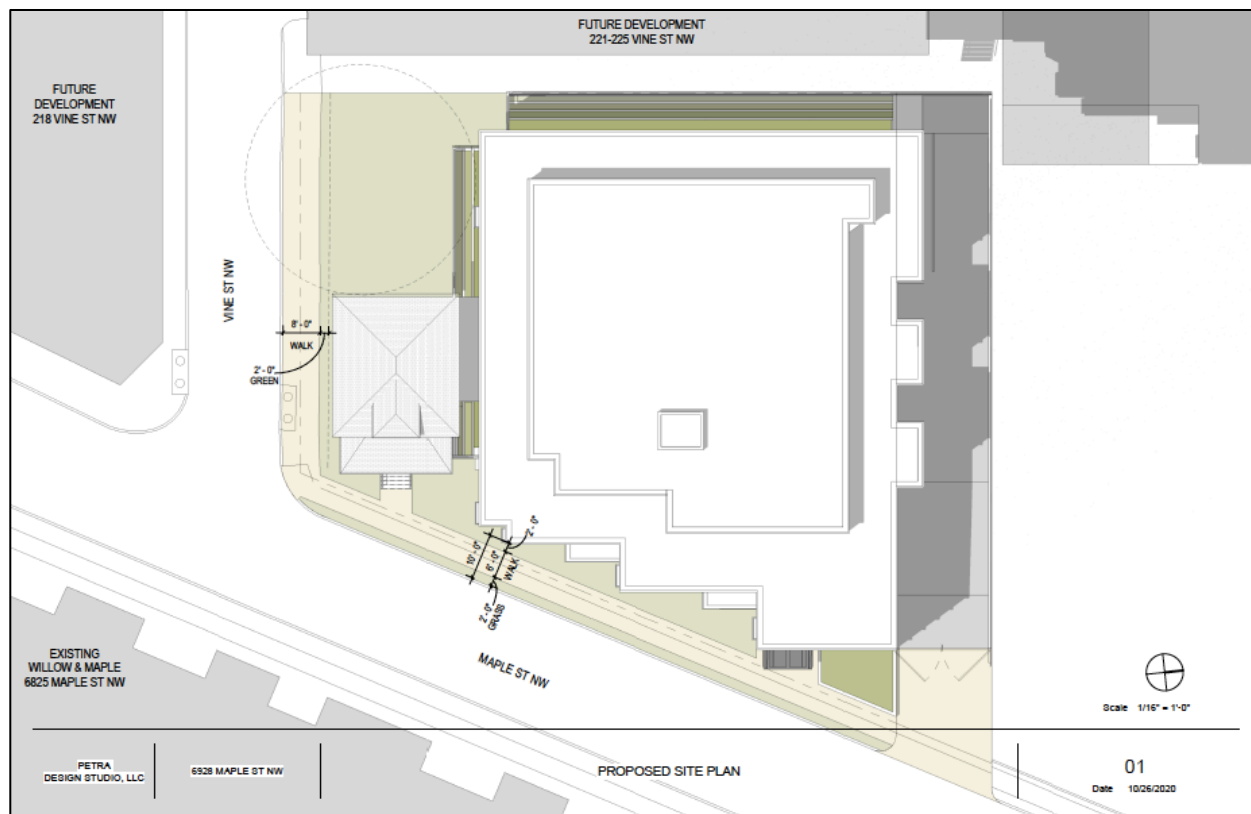 FUTURE DEVELOPMENT
221-225 VINE ST NW
FUTURE
DEVELOPMENT
218 VINE ST NW
VINE ST NW
8'-0"
WALK
2'-0"
GREEN
10'-0"
6'-0"
WALK
2'-0"
2'-0"
GRASS
MAPLE ST NW
EXISTING
WILLOW & MAPLE
6825 MAPLE ST NW
Scale 1/16" = 1'-0"
PETRA
DESIGN STUDIO, LLC
6928 MAPLE ST NW
PROPOSED SITE PLAN
01
Date 10/26/2020